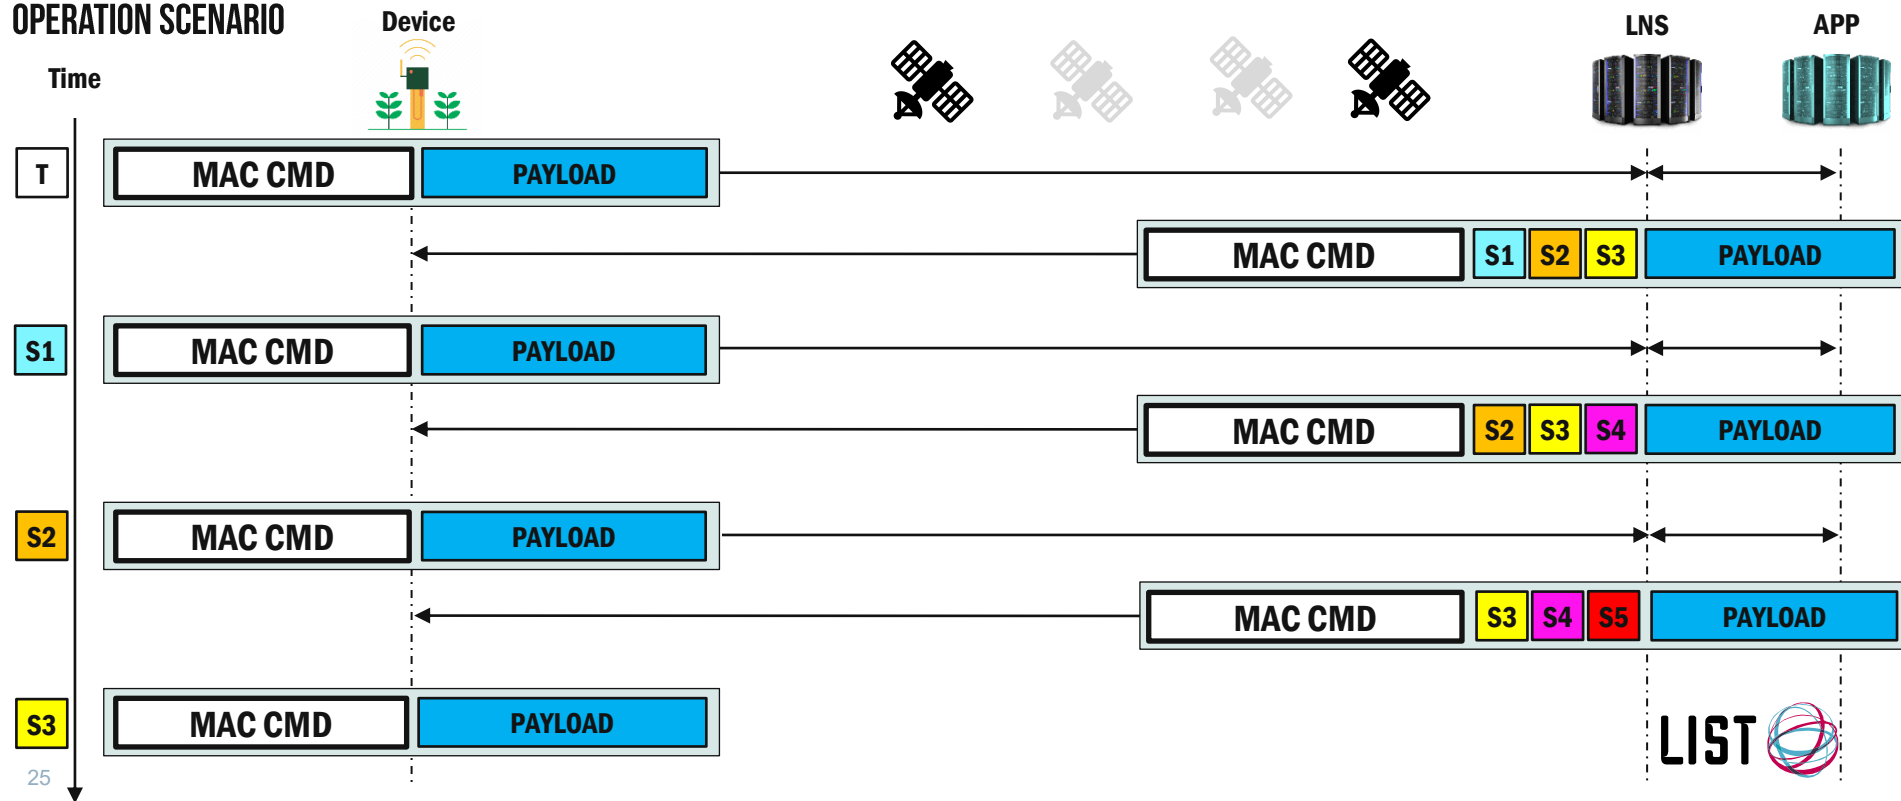 OPERATION SCENARIO
Device
LNS
APP
Time
T
MAC CMD
PAYLOAD
MAC CMD
S1
S2
S3
PAYLOAD
S1
MAC CMD
PAYLOAD
MAC CMD
S2
S3
S4
PAYLOAD
S2
MAC CMD
PAYLOAD
MAC CMD
S3
S4
S5
PAYLOAD
S3
MAC CMD
PAYLOAD
LIST
25